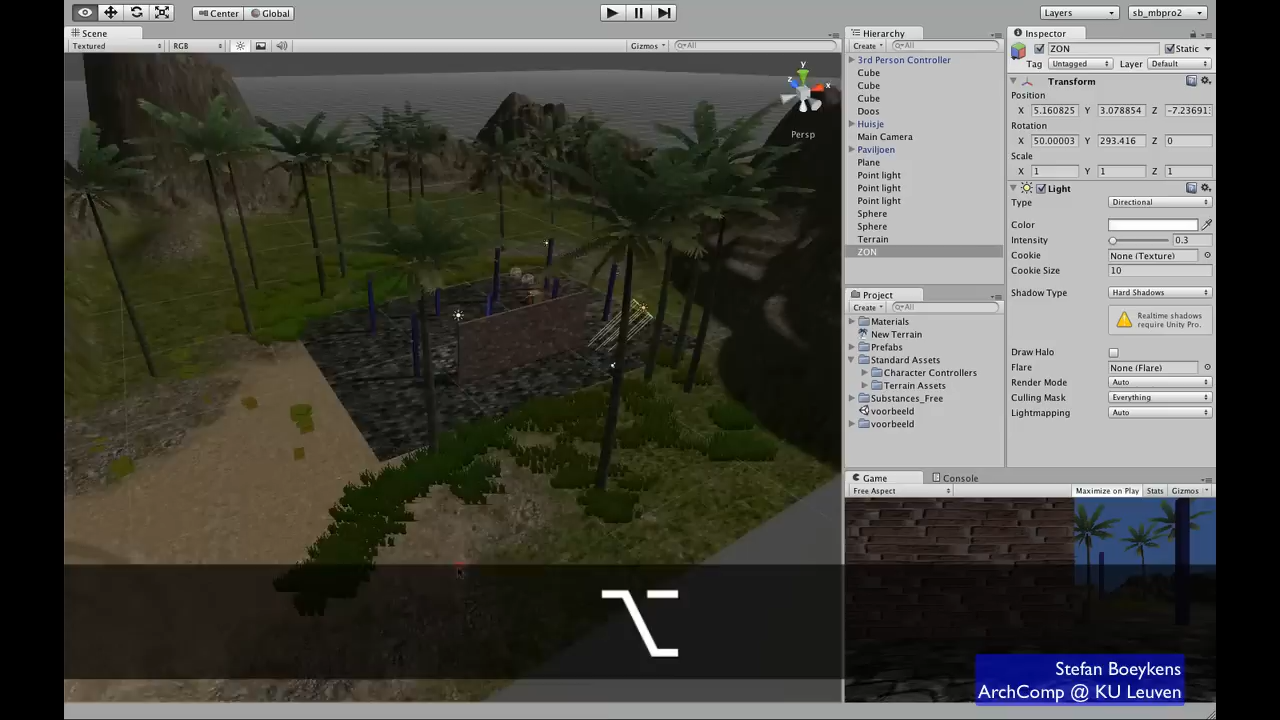 Center Global
Layers sb_mbpro2
Scene
Textured RGB Gizmos All
y
z x
Persp
Hierarchy
Create All
3rd Person Controller
Cube
Cube
Cube
Doos
Huisje
Main Camera
Paviljoen
Plane
Point light
Point light
Point light
Sphere
Sphere
Terrain
ZON
Project
Create All
Materials
New Terrain
Prefabs
Standard Assets
Character Controllers
Terrain Assets
Substances_Free
voorbeeld
voorbeeld
Inspector
ZON Static
Tag Untagged Layer Default
Transform
Position
X 5.160825 Y 3.078854 Z -7.23691
Rotation
X 50.00003 Y 293.416 Z 0
Scale
X 1 Y 1 Z 1
Light
Type Directional
Color
Intensity 0.3
Cookie None (Texture)
Cookie Size 10
Shadow Type Hard Shadows
Realtime shadows
require Unity Pro.
Draw Halo
Flare None (Flare)
Render Mode Auto
Culling Mask Everything
Lightmapping Auto
Game Console
Free Aspect Maximize on Play Stats Gizmos
⌥
Stefan Boeykens
ArchComp @ KU Leuven